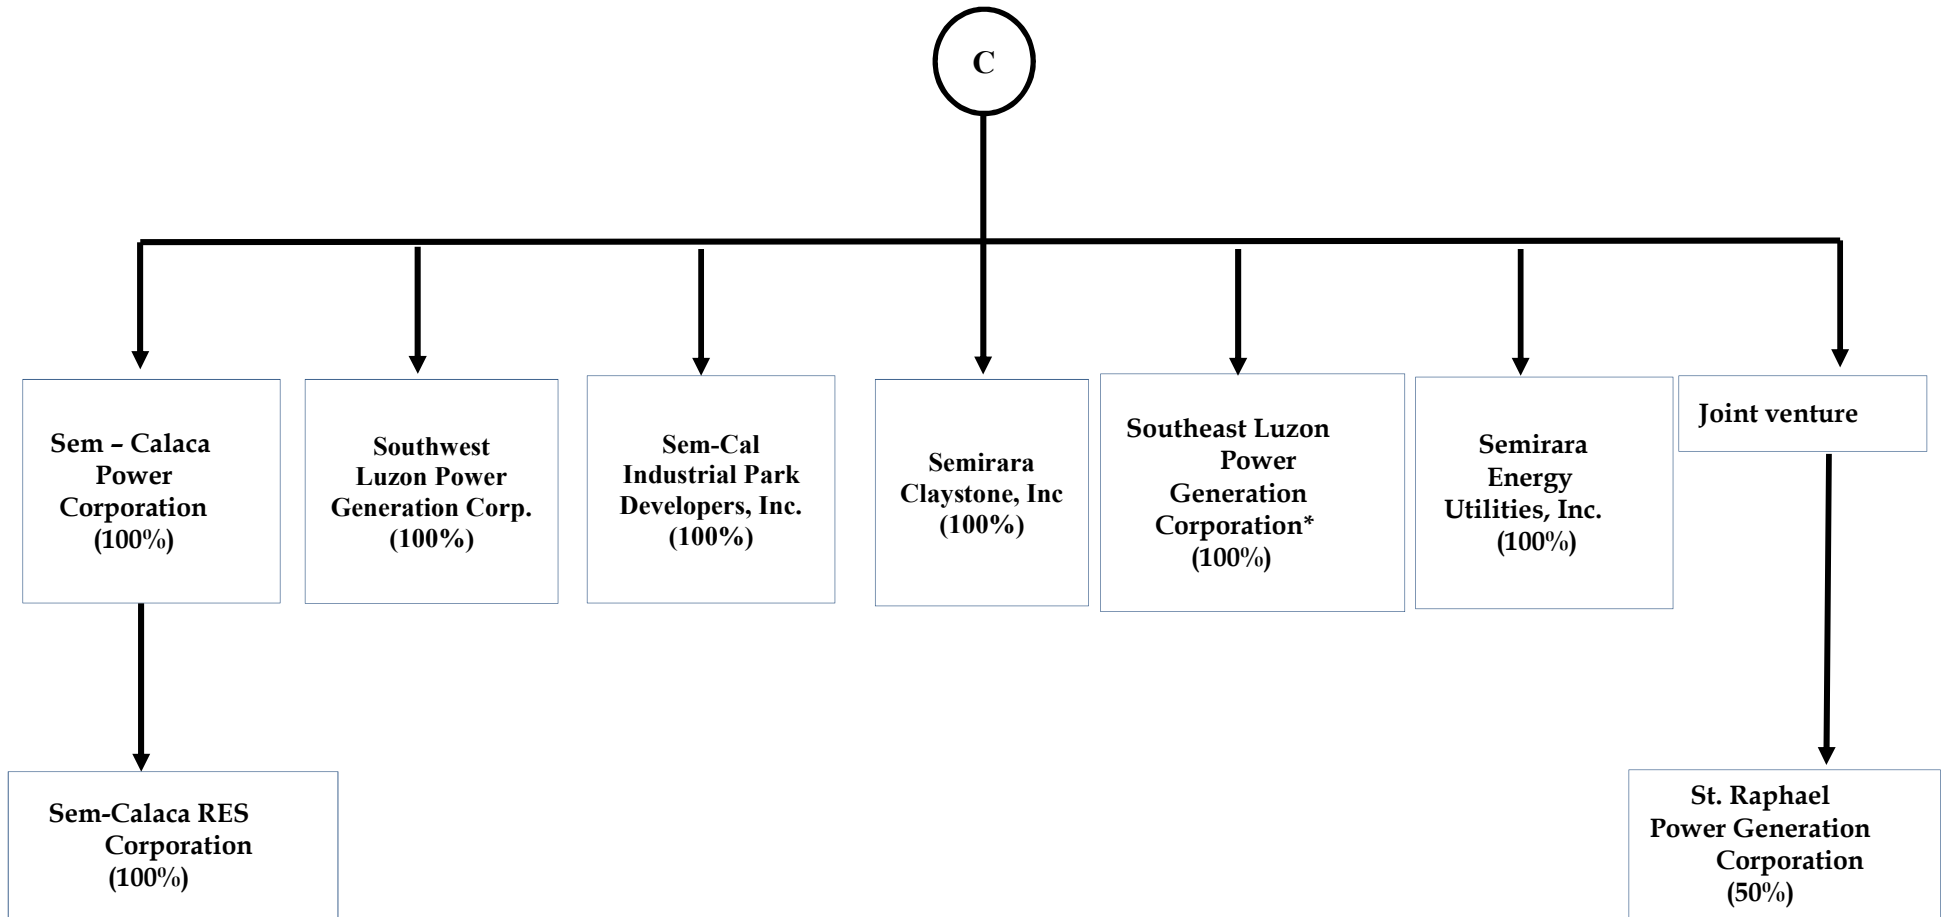 C
Sem – Calaca
Power
Corporation
(100%)
Southwest
Luzon Power
Generation Corp.
(100%)
Sem-Cal
Industrial Park
Developers, Inc.
(100%)
Semirara
Claystone, Inc
(100%)
Southeast Luzon
Power
Generation
Corporation*
(100%)
Semirara
Energy
Utilities, Inc.
(100%)
Joint venture
Sem-Calaca RES
Corporation
(100%)
St. Raphael
Power Generation
Corporation
(50%)